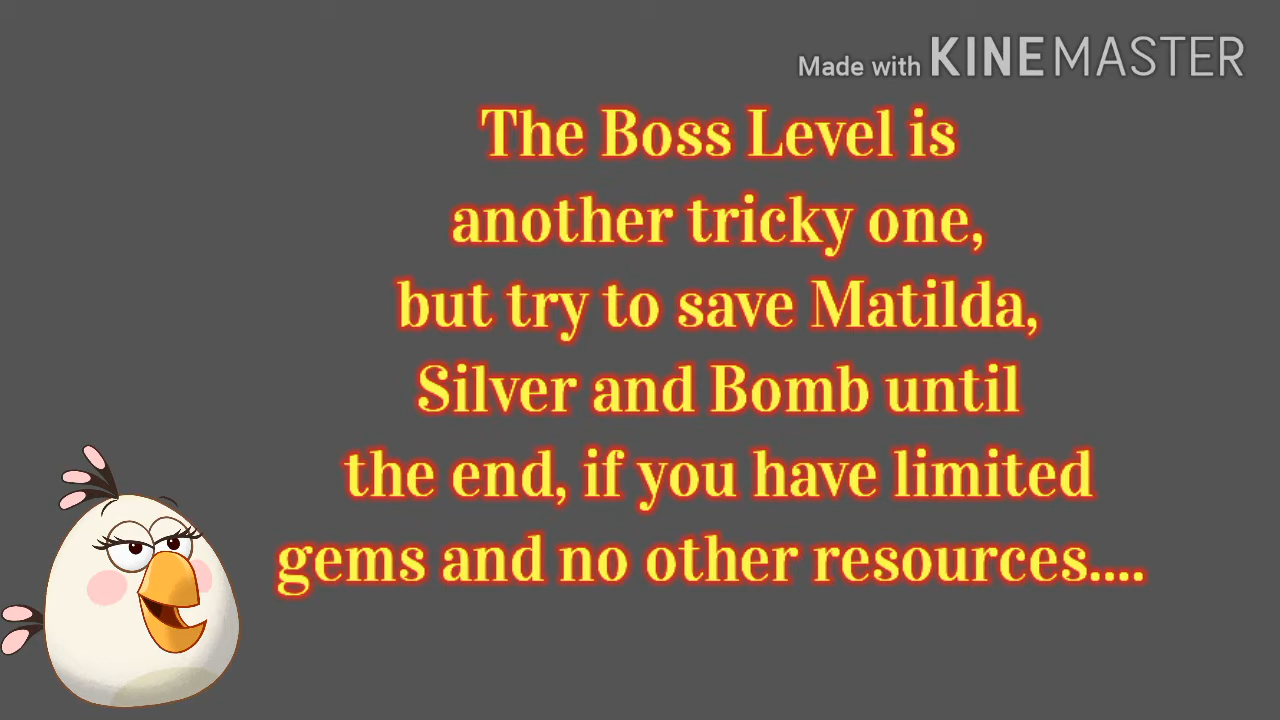 Made with KINEMASTER
The Boss Level is
another tricky one,
but try to save Matilda,
Silver and Bomb until
the end, if you have limited
gems and no other resources....